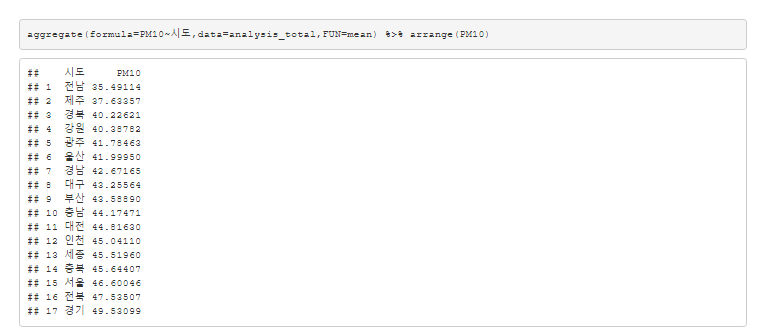 aggregate(formula=PM10~시도,data=analysis_total,FUN=mean) %>% arrange(PM10)
## 시도 PM10
## 1 전남 35.49114
## 2 제주 37.63357
## 3 경북 40.22621
## 4 강원 40.38782
## 5 광주 41.78463
## 6 울산 41.99950
## 7 경남 42.67165
## 8 대구 43.25564
## 9 부산 43.58890
## 10 충남 44.17471
## 11 대전 44.81630
## 12 인천 45.04110
## 13 세종 45.51960
## 14 충북 45.64407
## 15 서울 46.60046
## 16 전북 47.53507
## 17 경기 49.53099